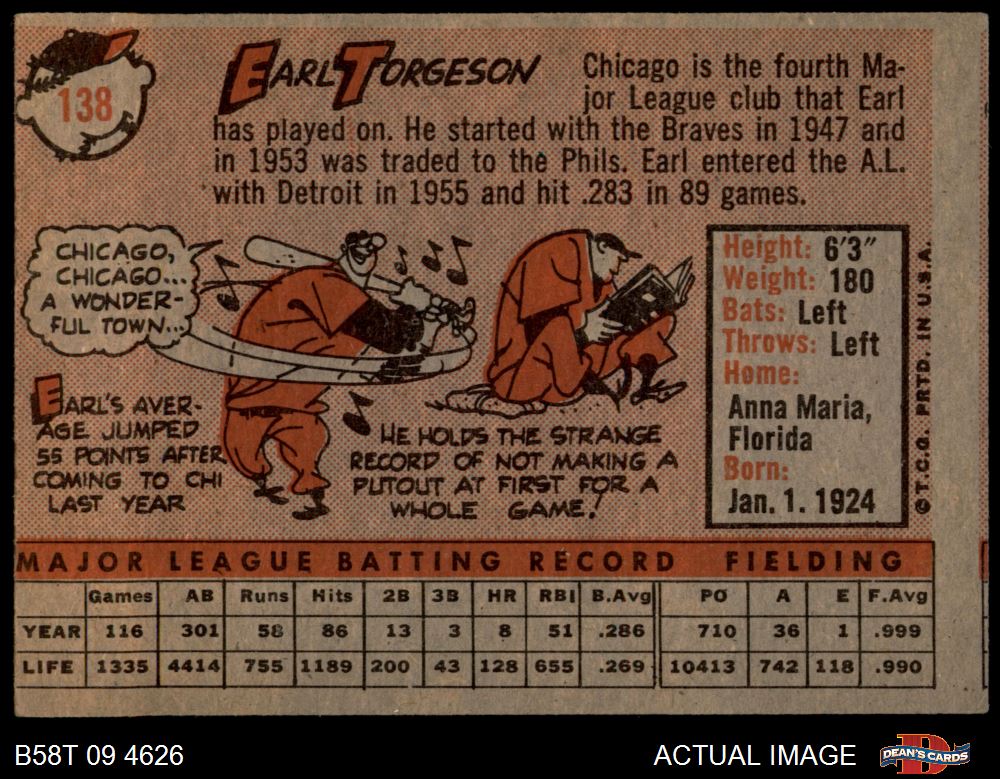 138
EARL TORGESON
Chicago is the fourth Ma-
jor League club that Earl
has played on. He started with the Braves in 1947 and
in 1953 was traded to the Phils. Earl entered the A.L.
with Detroit in 1955 and hit .283 in 89 games.
CHICAGO,
CHICAGO...
A WONDER-
FUL TOWN...
EARL'S AVER-
AGE JUMPED
55 POINTS AFTER
COMING TO CHI
LAST YEAR
HE HOLDS THE STRANGE
RECORD OF NOT MAKING A
PUTOUT AT FIRST FOR A
WHOLE GAME!
Height: 6'3"
Weight: 180
Bats: Left
Throws: Left
Home:
Anna Maria,
Florida
Born:
Jan. 1. 1924
©T.C.G. PRTD. IN U.S.A.
MAJOR LEAGUE BATTING RECORD FIELDING
Games AB Runs Hits 2B 3B HR RBI B.Avg PO A E F.Avg
YEAR 116 301 58 86 13 3 8 51 .286 710 36 1 .999
LIFE 1335 4414 755 1189 200 43 128 655 .269 10413 742 118 .990
B58T 09 4626
ACTUAL IMAGE
DEAN'S CARDS